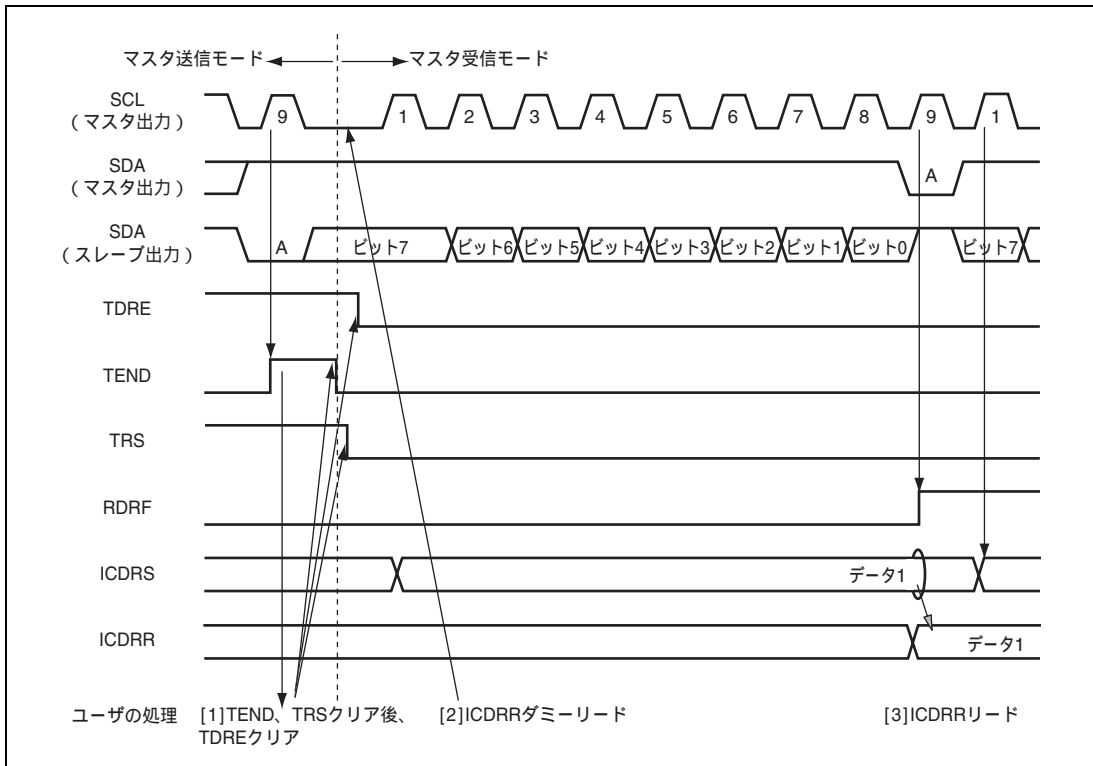 マスタ送信モード マスタ受信モード
SCL
(マスタ出力)
9 1 2 3 4 5 6 7 8 9 1
SDA
(マスタ出力)
A
SDA
(スレーブ出力)
A ビット7 ビット6 ビット5 ビット4 ビット3 ビット2 ビット1 ビット0 ビット7
TDRE
TEND
TRS
RDRF
ICDRS
データ1
ICDRR
データ1
ユーザの処理 [1]TEND、TRSクリア後、 [2]ICDRRダミーリード [3]ICDRRリード
TDREクリア